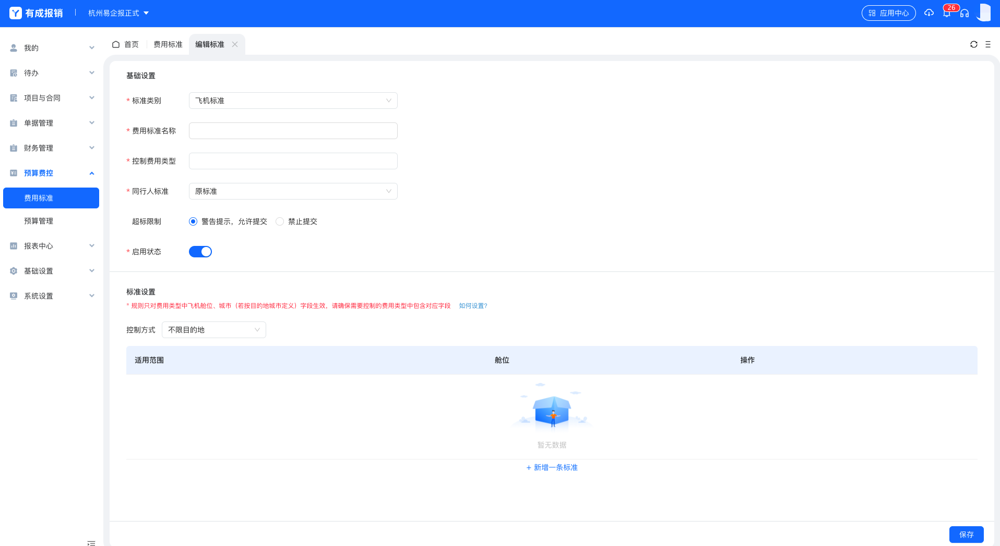 有成报销
杭州易企报正式
应用中心
26
我的
待办
项目与合同
单据管理
财务管理
预算费控
费用标准
预算管理
报表中心
基础设置
系统设置
首页
费用标准
编辑标准
基础设置
* 标准类别
飞机标准
* 费用标准名称
* 控制费用类型
* 同行人标准
原标准
超标限制
警告提示，允许提交
禁止提交
* 启用状态
标准设置
* 规则只对费用类型中飞机舱位、城市（若按目的地城市定义）字段生效，请确保需要控制的费用类型中包含对应字段 如何设置?
控制方式
不限目的地
适用范围 舱位 操作
暂无数据
+ 新增一条标准
保存